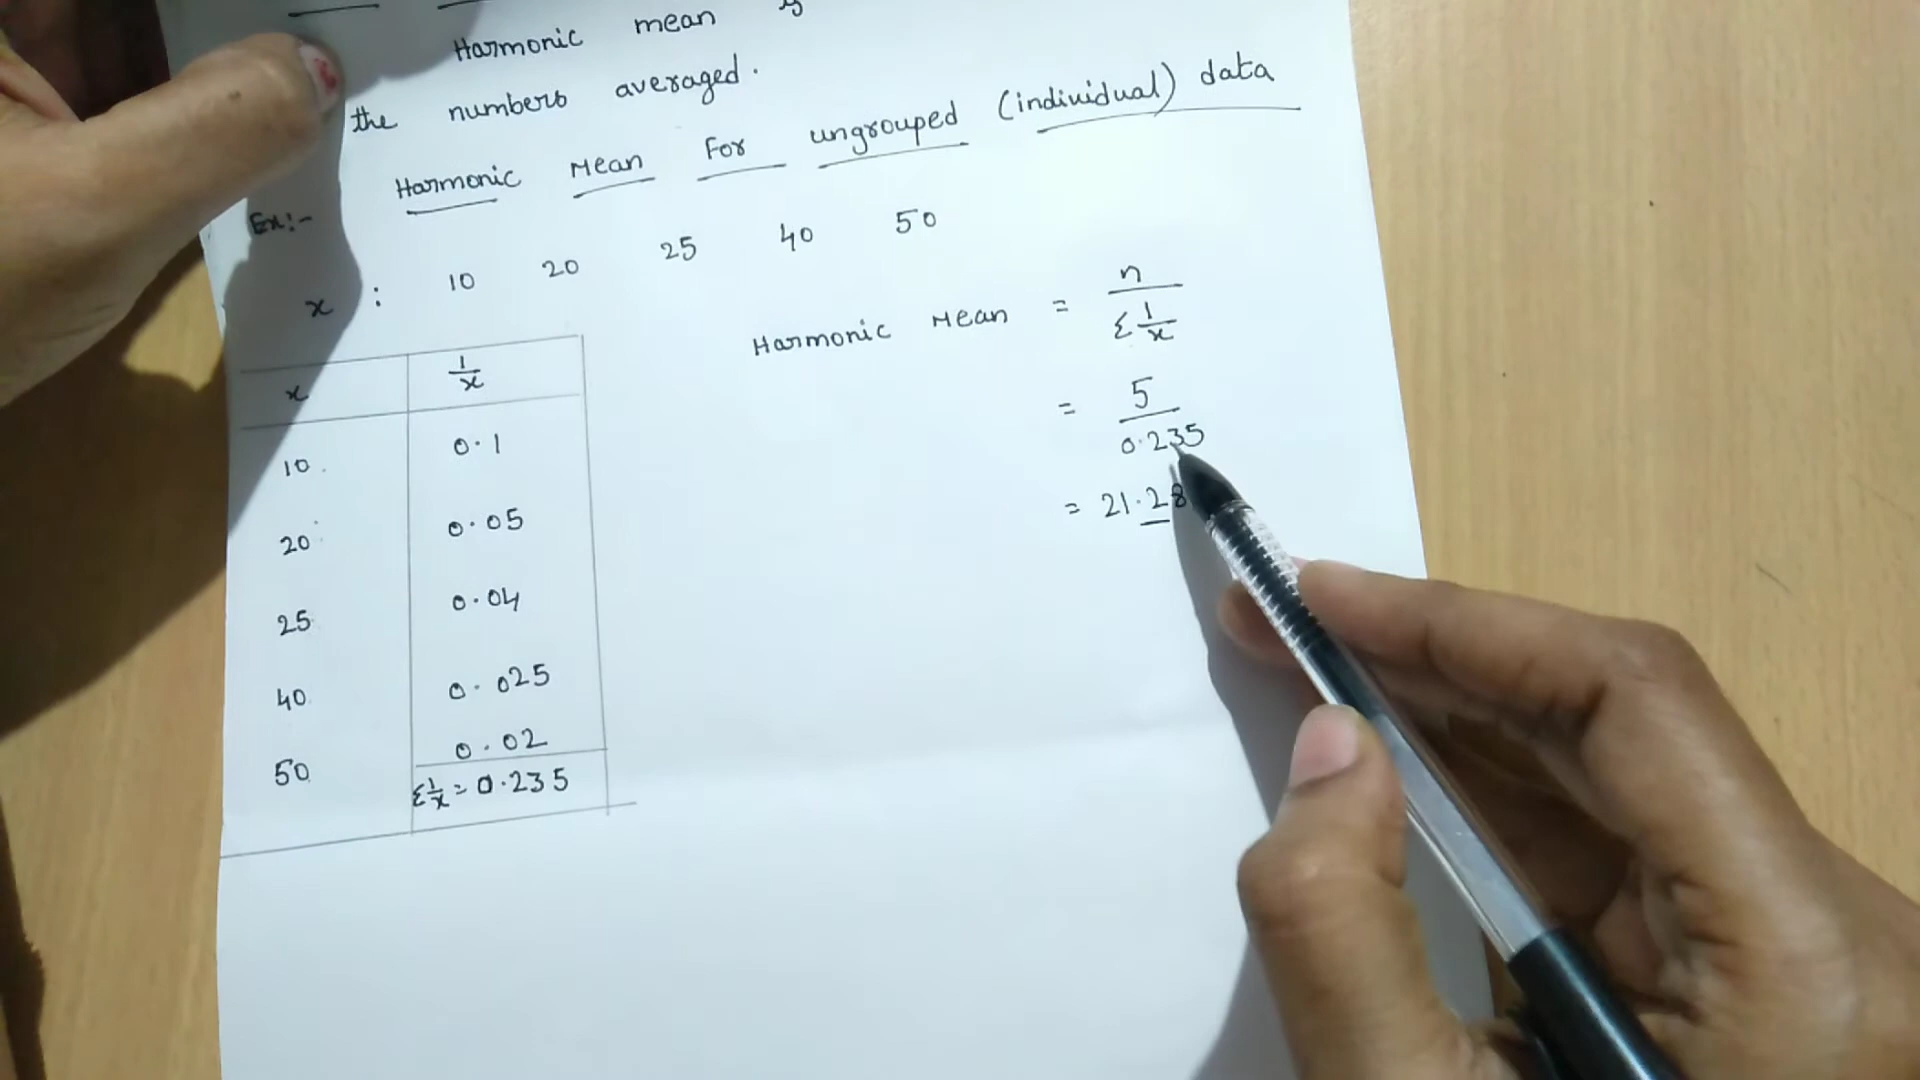 Harmonic mean is
the numbers averaged.
Harmonic Mean For ungrouped (individual) data
Ex:-
x : 10 20 25 40 50
Harmonic Mean = n / Σ 1/x
= 5 / 0.235
= 21.28
x 1/x
10 0.1
20 0.05
25 0.04
40 0.025
50 0.02
Σ1/x = 0.235